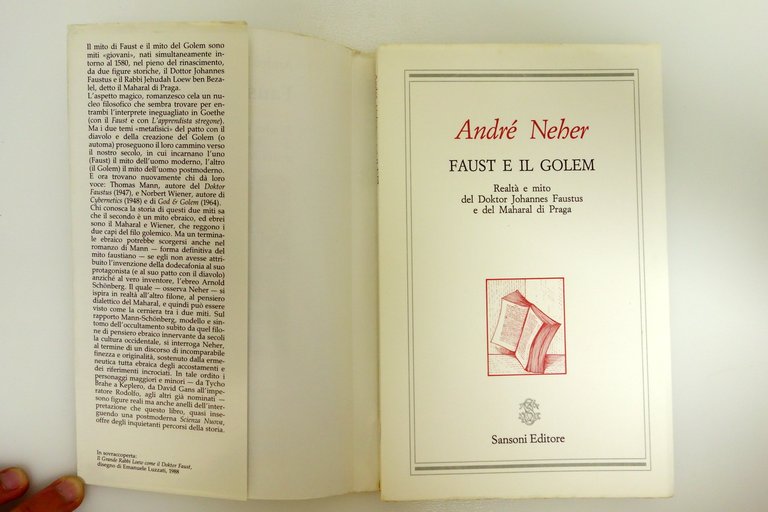 Il mito di Faust e il mito del Golem sono
miti «giovani», nati simultaneamente in-
torno al 1580, nel pieno del rinascimento,
da due figure storiche, il Dottor Johannes
Faustus e il Rabbi Jehudah Loew ben Beza-
lel, detto il Maharal di Praga.
L'aspetto magico, romanzesco cela un nu-
cleo filosofico che sembra trovare per en-
trambi l'interprete ineguagliato in Goethe
(con il Faust e con L'apprendista stregone).
Ma i due temi «metafisici» del patto con il
diavolo e della creazione del Golem (o
automa) proseguono il loro cammino verso
il nostro secolo, in cui incarnano l'uno
(Faust) il mito dell'uomo moderno, l'altro
(il Golem) il mito dell'uomo postmoderno.
E ora trovano nuovamente chi dà loro
voce: Thomas Mann, autore del Doktor
Faustus (1947), e Norbert Wiener, autore di
Cybernetics (1948) e di God & Golem (1964).
Chi conosca la storia di questi due miti sa
che il secondo è un mito ebraico, ed ebrei
sono il Maharal e Wiener, che reggono i
due capi del filo golemico. Ma un termina-
le ebraico potrebbe scorgersi anche nel
romanzo di Mann — forma definitiva del
mito faustiano — se egli non avesse attri-
buito l'invenzione della dodecafonia al suo
protagonista (e al suo patto con il diavolo)
anziché al vero inventore, l'ebreo Arnold
Schönberg. Il quale — osserva Neher — si
ispira in realtà all'altro filone, al pensiero
dialettico del Maharal, e quindi può essere
visto come la cerniera tra i due miti. Sul
rapporto Mann-Schönberg, modello e sin-
tomo dell'occultamento subito da quel filo-
ne di pensiero ebraico innervante da secoli
la cultura occidentale, si interroga Neher,
al termine di un discorso di incomparabile
finezza e originalità, sostenuto dalla erme-
neutica tutta ebraica degli accostamenti e
dei riferimenti incrociati. In tale ordito i
personaggi maggiori e minori — da Tycho
Brahe a Keplero, da David Gans all'impe-
ratore Rodolfo, agli altri già nominati —
sono figure reali ma anche anelli dell'inter-
pretazione che questo libro, quasi inse-
guendo una postmoderna Scienza Nuova,
offre degli inquietanti percorsi della storia.
In sovraccoperta:
Il Grande Rabbi Loew come il Doktor Faust,
disegno di Emanuele Luzzati, 1988
André Neher
FAUST E IL GOLEM
Realtà e mito
del Doktor Johannes Faustus
e del Maharal di Praga
Sansoni Editore